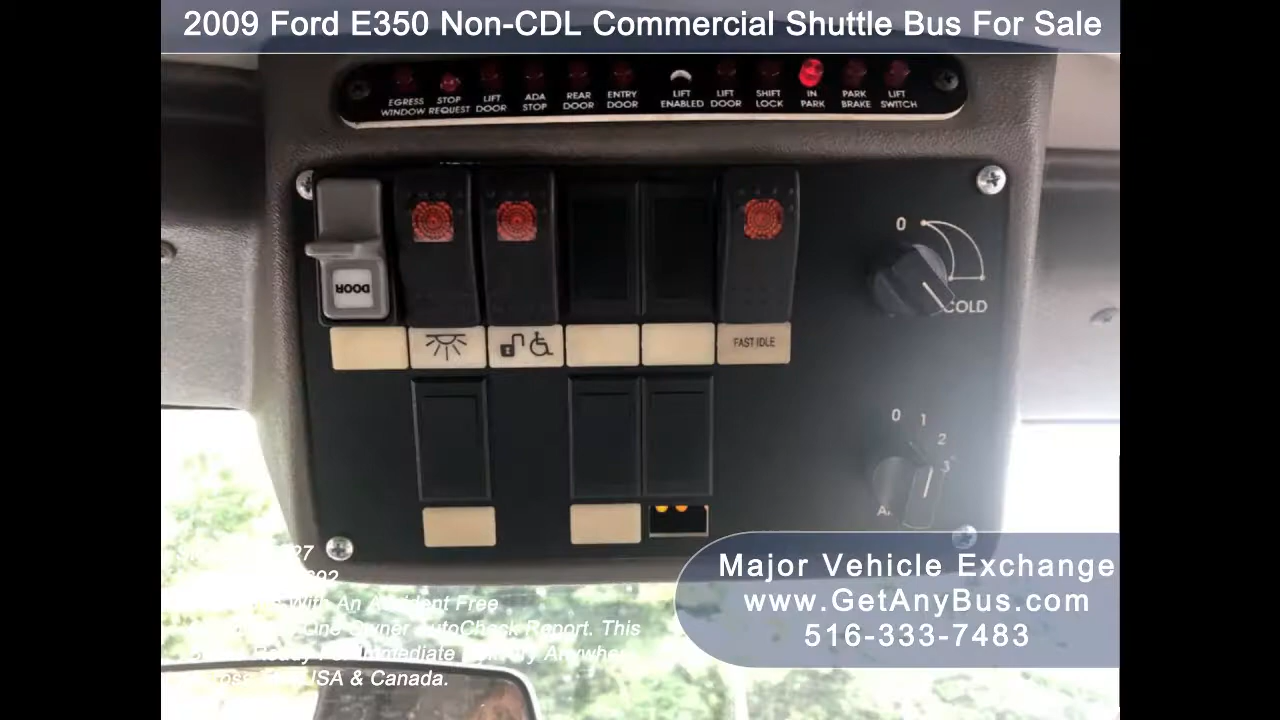 2009 Ford E350 Non-CDL Commercial Shuttle Bus For Sale
EGRESS WINDOW
STOP REQUEST
LIFT DOOR
ADA STOP
REAR DOOR
ENTRY DOOR
LIFT ENABLED
LIFT DOOR
SHIFT LOCK
IN PARK
PARK BRAKE
LIFT SWITCH
DOOR
FAST IDLE
0
COLD
0 1
2
3
Major Vehicle Exchange
www.GetAnyBus.com
516-333-7483
With An Accident Free
One Owner AutoCheck Report. This
Ready For Immediate Delivery
USA & Canada.